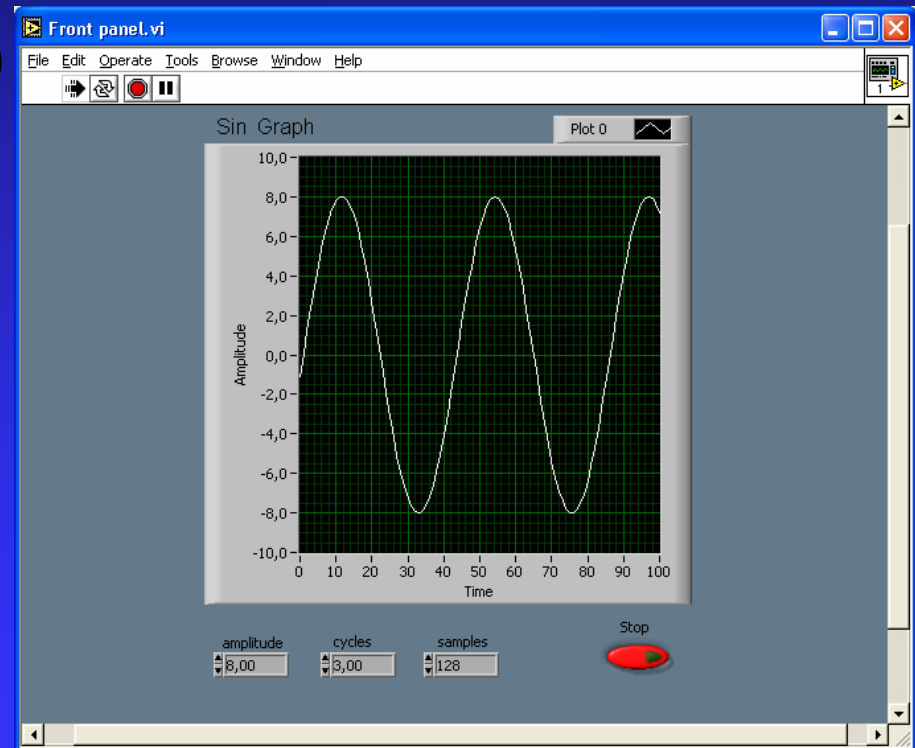 Front panel.vi
File Edit Operate Tools Browse Window Help
1
Sin Graph
Plot 0
10,0
8,0
6,0
4,0
2,0
0,0
-2,0
-4,0
-6,0
-8,0
-10,0
Amplitude
0 10 20 30 40 50 60 70 80 90 100
Time
amplitude cycles samples Stop
8,00 3,00 128